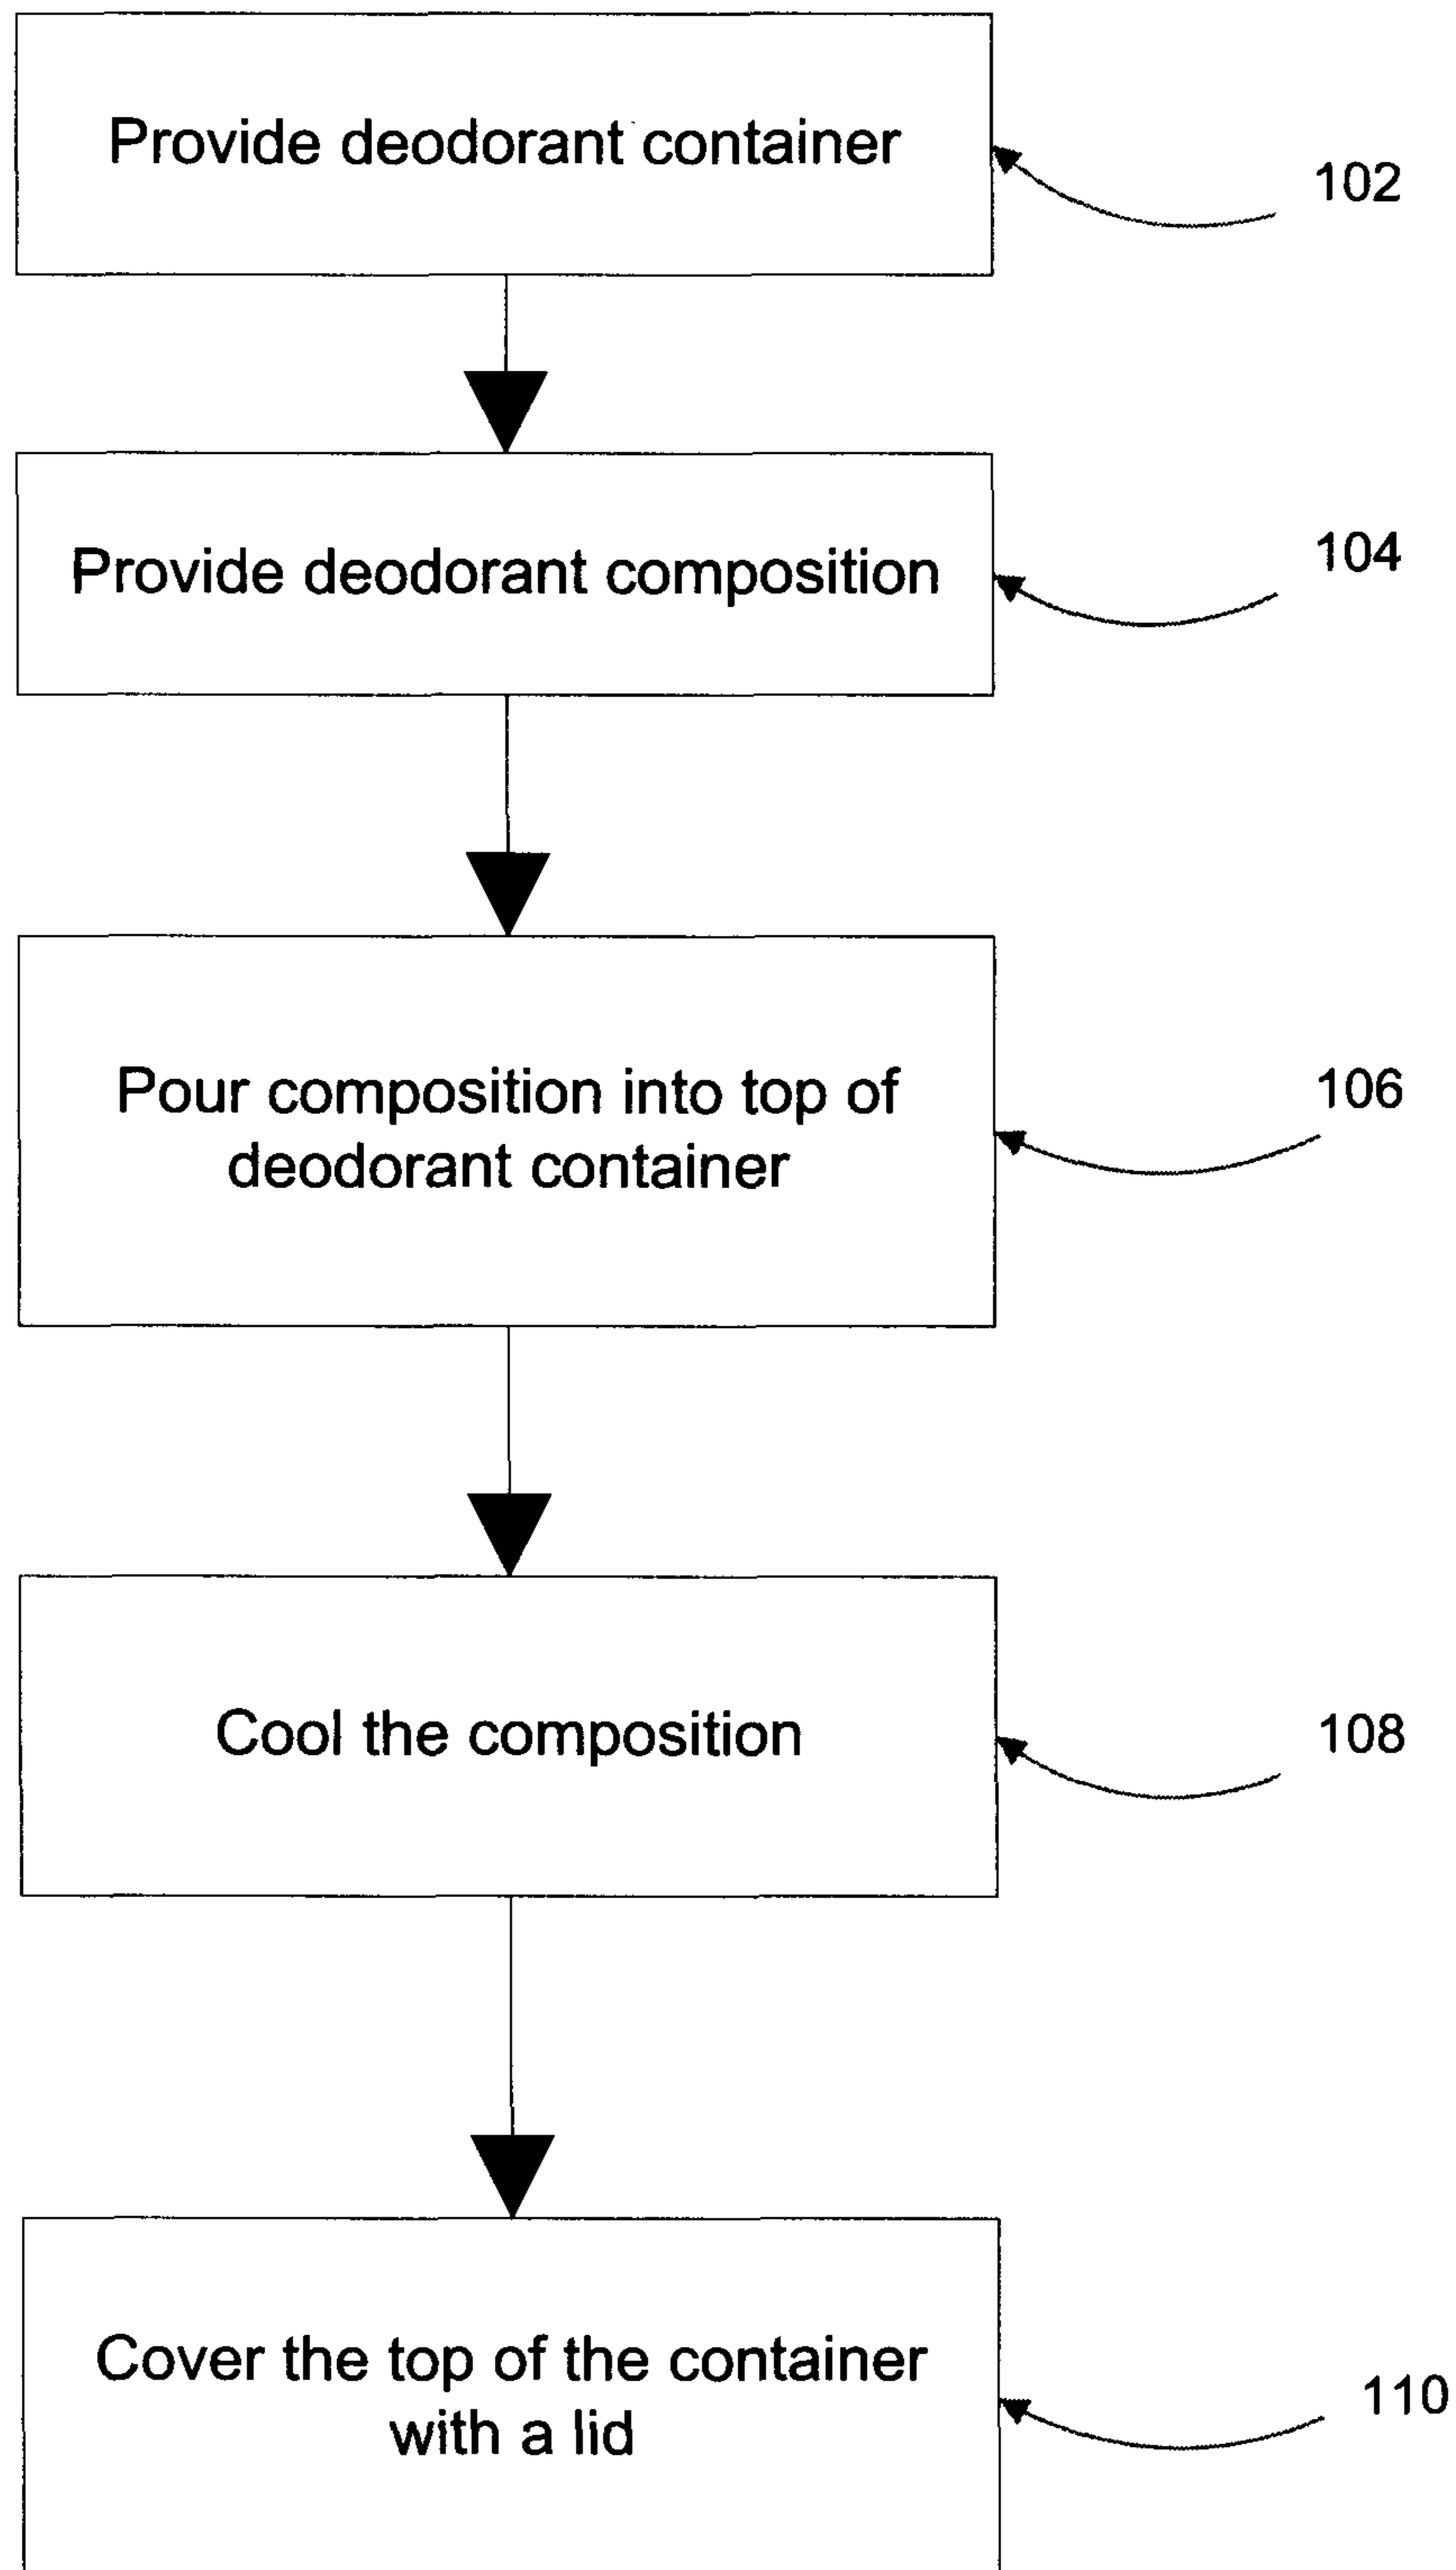 Provide deodorant container
102
Provide deodorant composition
104
Pour composition into top of
deodorant container
106
Cool the composition
108
Cover the top of the container
with a lid
110